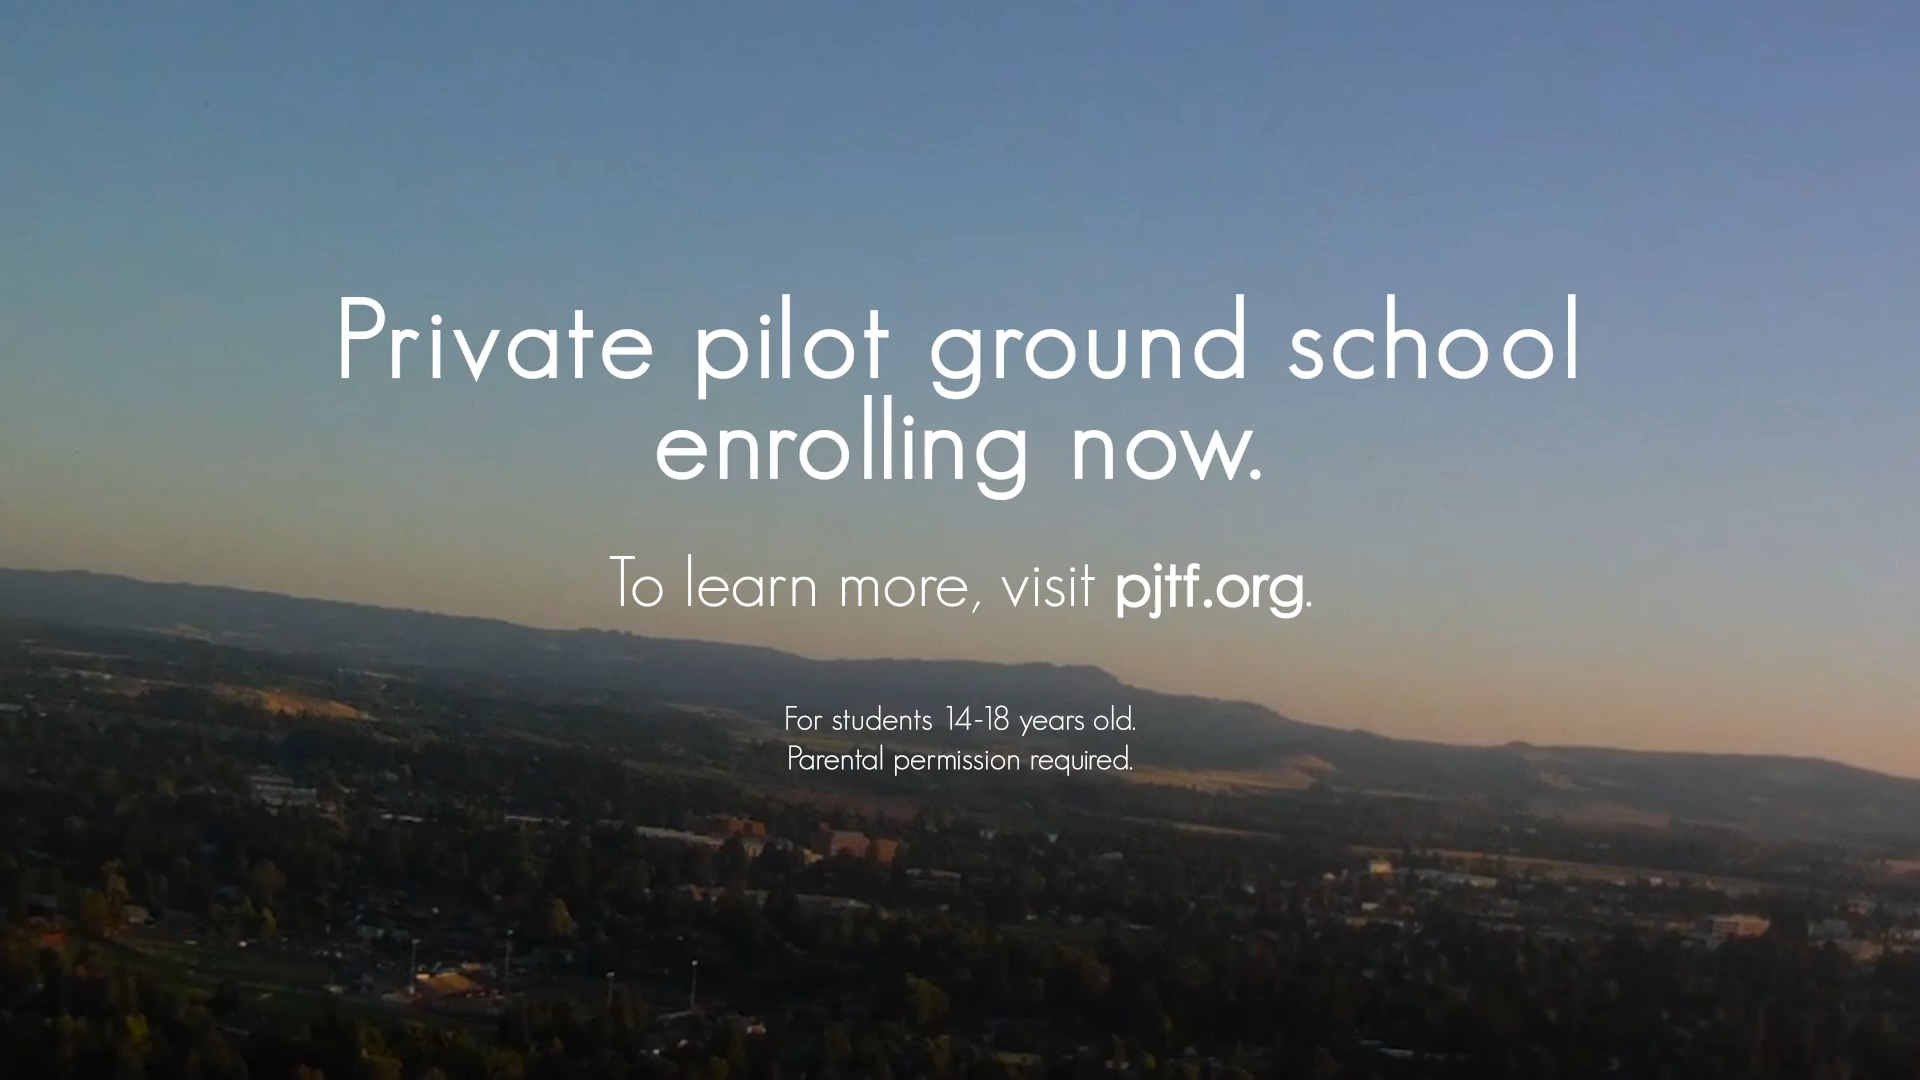 Private pilot ground school
enrolling now.
To learn more, visit pjtf.org.
For students 14-18 years old.
Parental permission required.